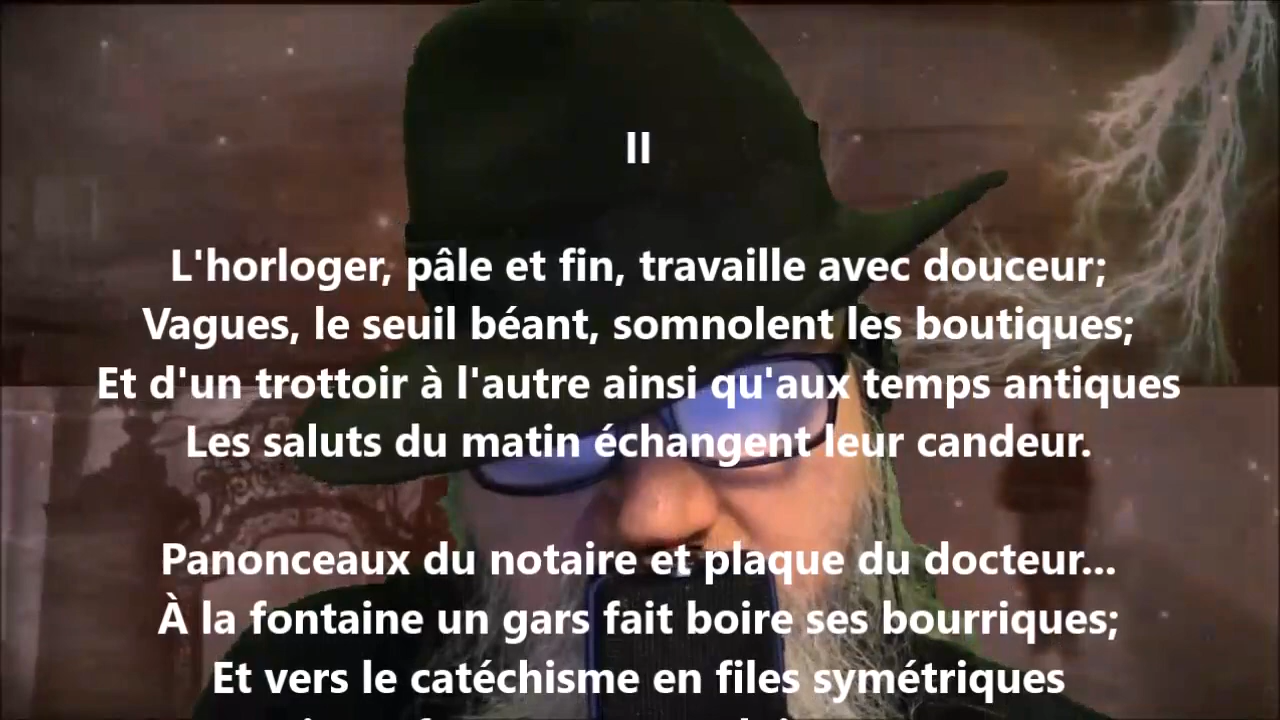 II
L'horloger, pâle et fin, travaille avec douceur;
Vagues, le seuil béant, somnolent les boutiques;
Et d'un trottoir à l'autre ainsi qu'aux temps antiques
Les saluts du matin échangent leur candeur.
Panonceaux du notaire et plaque du docteur...
À la fontaine un gars fait boire ses bourriques;
Et vers le catéchisme en files symétriques